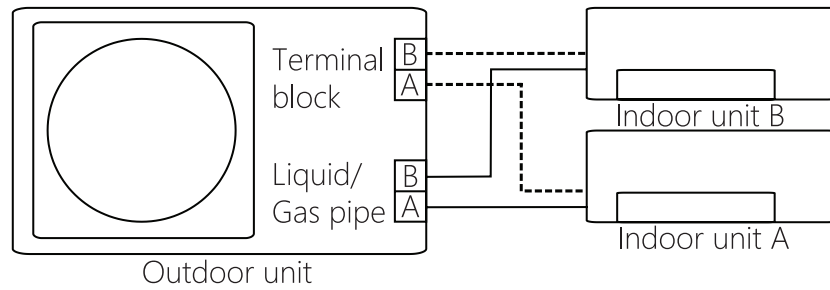 Terminal
block
B
A
Liquid/
Gas pipe
B
A
Outdoor unit
Indoor unit B
Indoor unit A